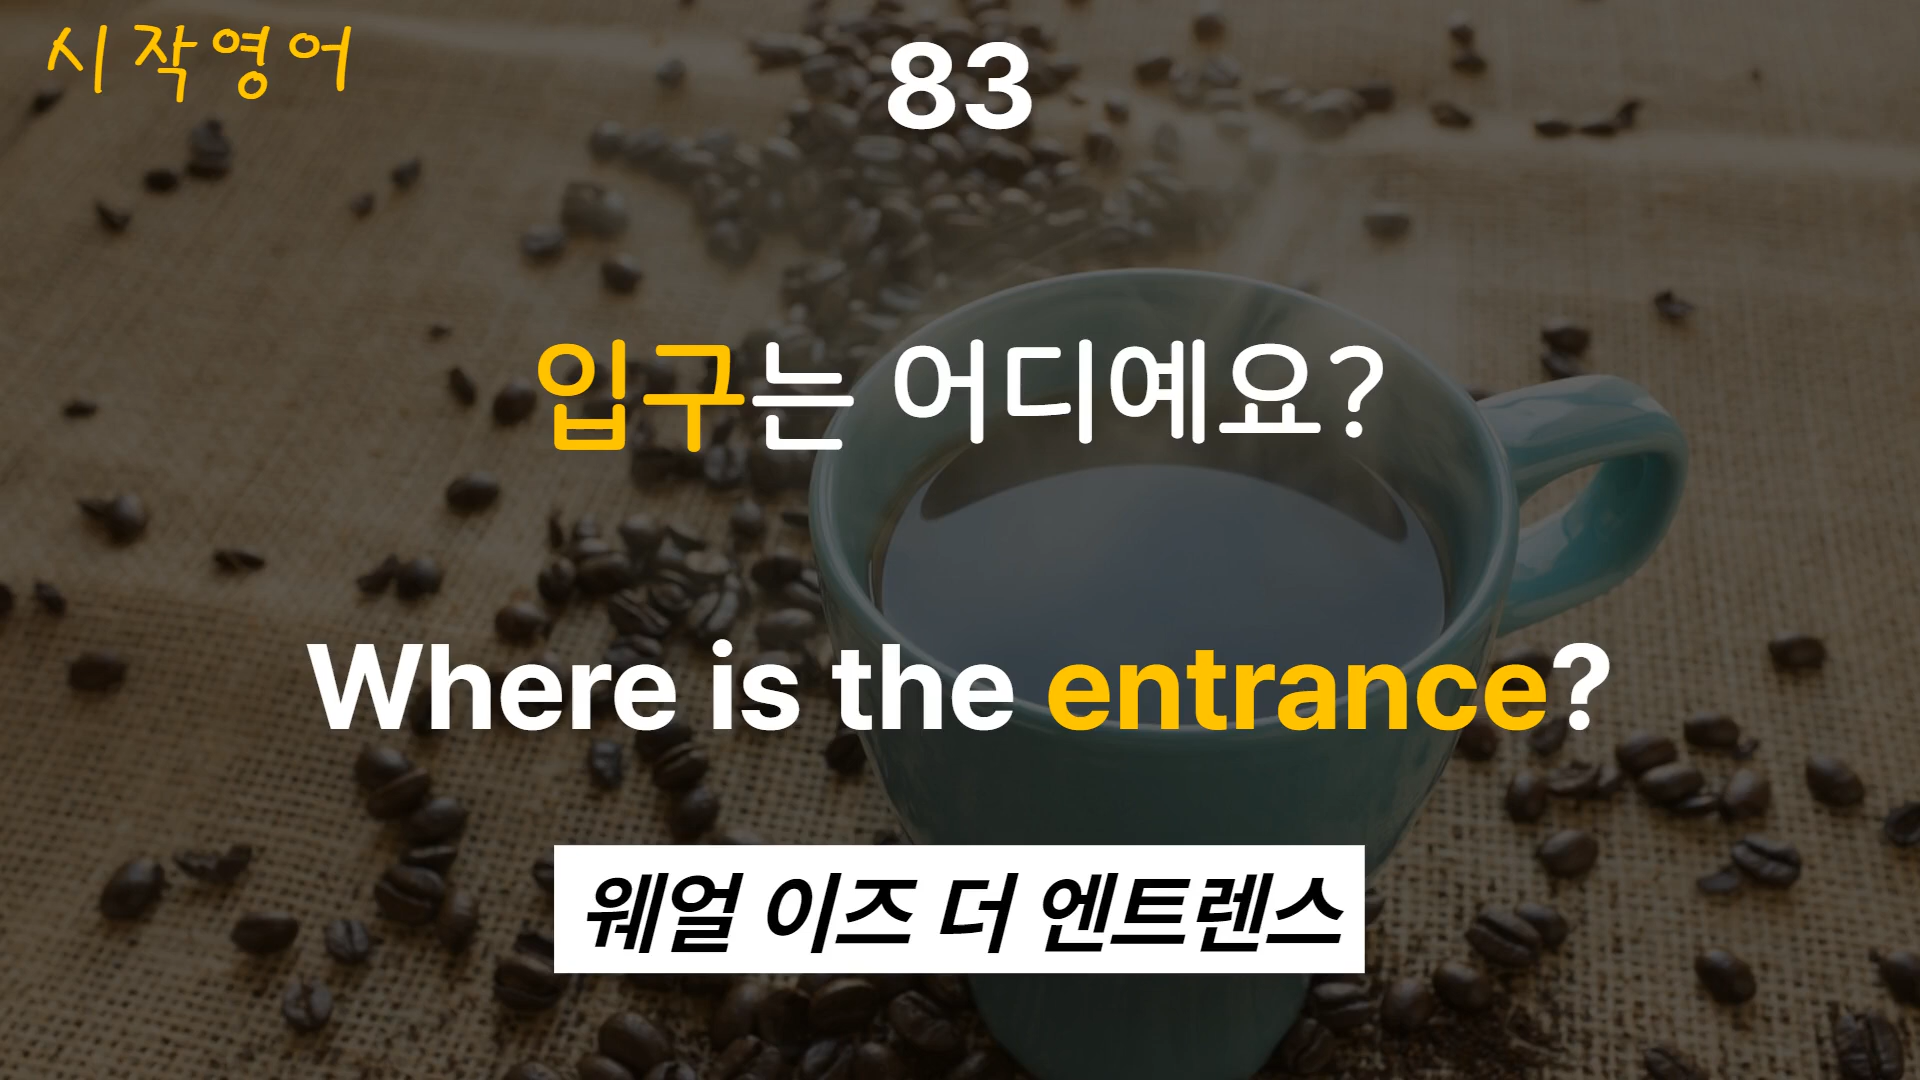 시작영어
83
입구는 어디예요?
Where is the entrance?
웨얼 이즈 더 엔트렌스